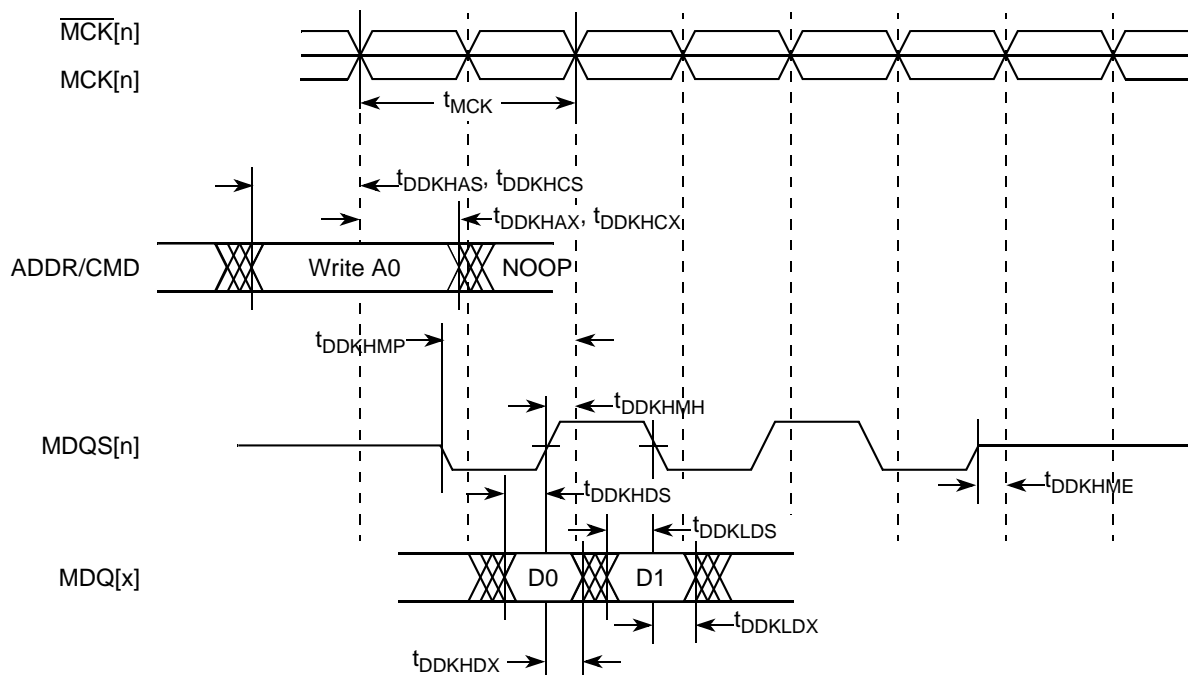 MCK[n]
MCK[n]
tMCK
tDDKHAS, tDDKHCS
tDDKHAX, tDDKHCX
ADDR/CMD
Write A0
NOOP
tDDKHMP
tDDKHMH
MDQS[n]
tDDKHME
tDDKHDS
tDDKLDS
MDQ[x]
D0
D1
tDDKLDX
tDDKHDX